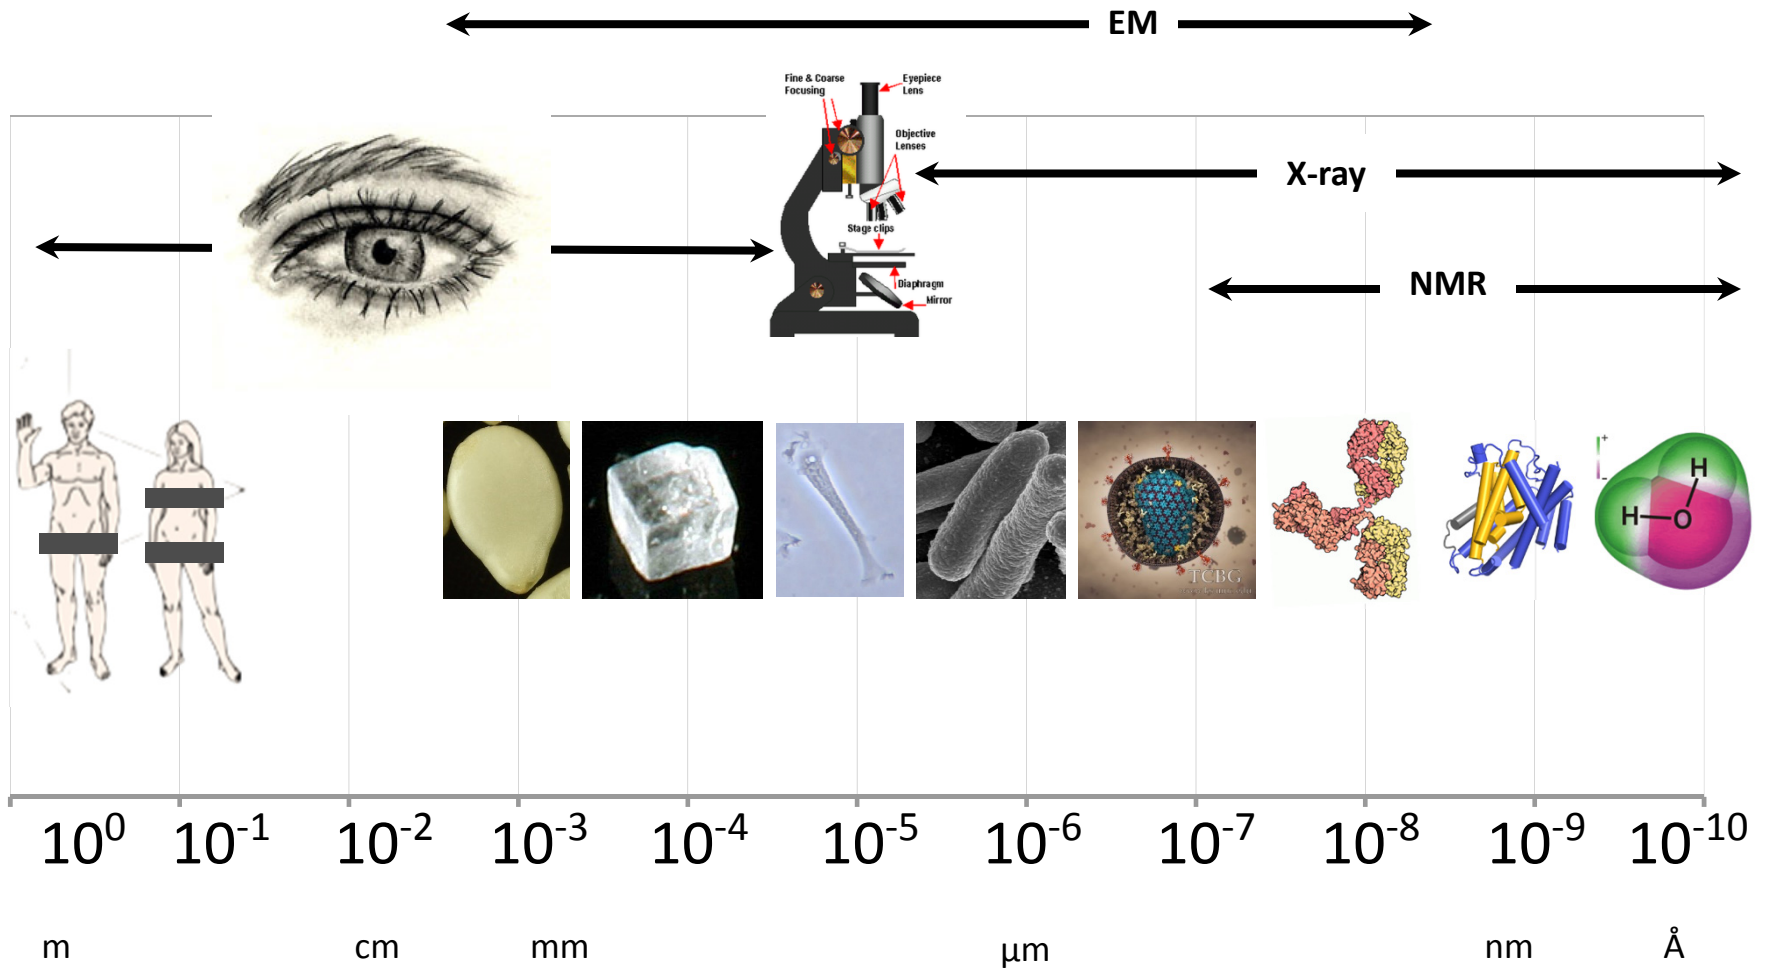 EM
Fine & Coarse
Focusing
Eyepiece
Lens
Objective
Lenses
Stage clips
Diaphragm
Mirror
X-ray
NMR
TCBG
+
-
H
H
O
10⁰ 10⁻¹ 10⁻² 10⁻³ 10⁻⁴ 10⁻⁵ 10⁻⁶ 10⁻⁷ 10⁻⁸ 10⁻⁹ 10⁻¹⁰
m cm mm µm nm Å